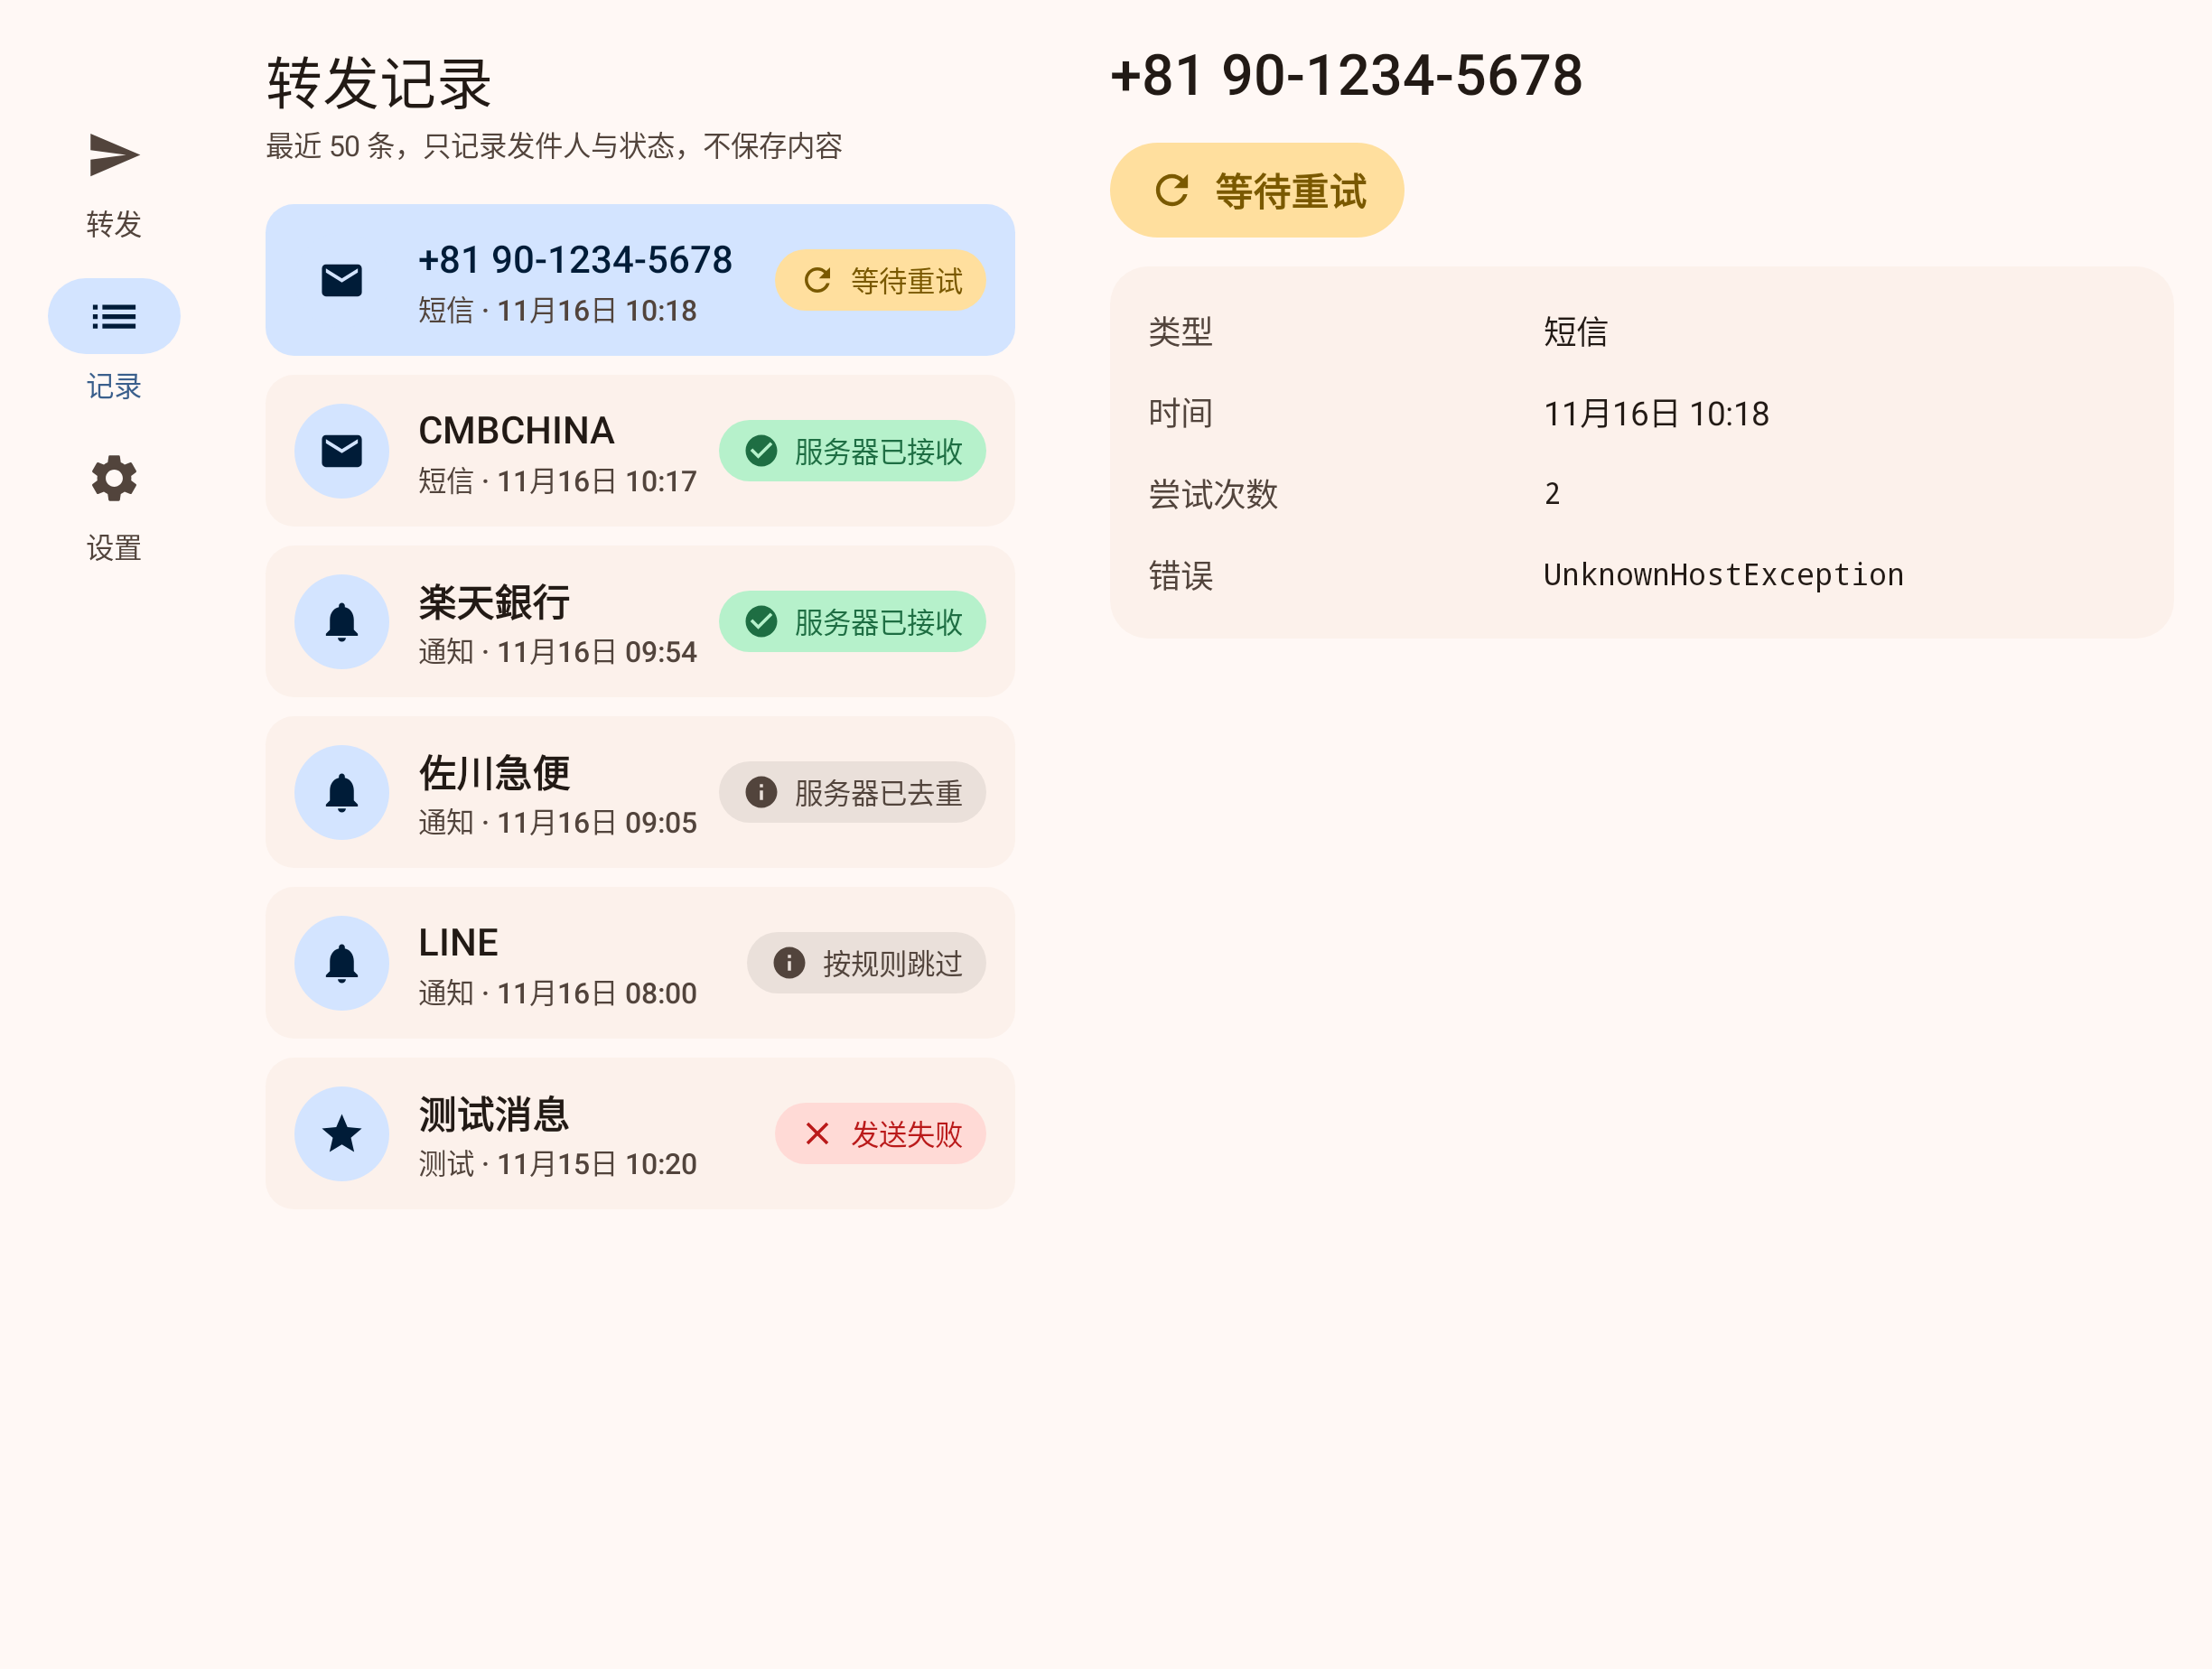 转发
记录
设置
转发记录
最近 50 条，只记录发件人与状态，不保存内容
+81 90-1234-5678
短信 · 11月16日 10:18
等待重试
CMBCHINA
短信 · 11月16日 10:17
服务器已接收
楽天銀行
通知 · 11月16日 09:54
服务器已接收
佐川急便
通知 · 11月16日 09:05
服务器已去重
LINE
通知 · 11月16日 08:00
按规则跳过
测试消息
测试 · 11月15日 10:20
发送失败
+81 90-1234-5678
等待重试
类型 短信
时间 11月16日 10:18
尝试次数 2
错误 UnknownHostException